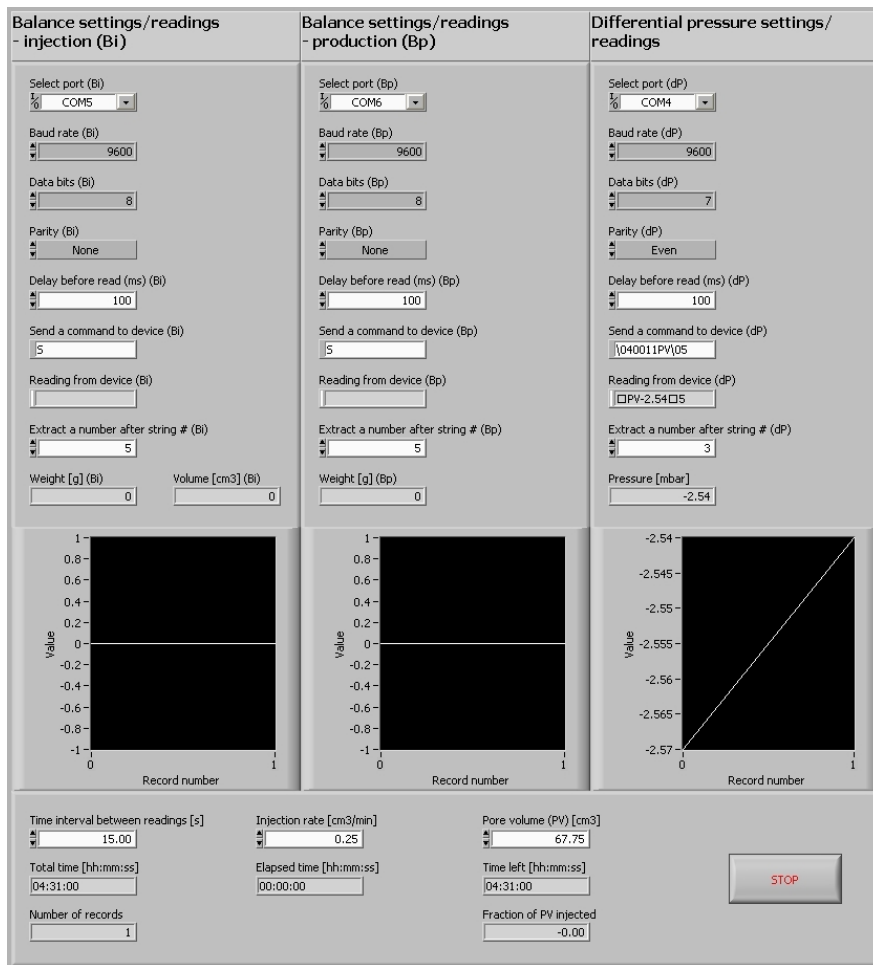 Balance settings/readings
- injection (Bi)
Select port (Bi)
I/O COM5
Baud rate (Bi)
9600
Data bits (Bi)
8
Parity (Bi)
None
Delay before read (ms) (Bi)
100
Send a command to device (Bi)
S
Reading from device (Bi)
Extract a number after string # (Bi)
5
Weight [g] (Bi) Volume [cm3] (Bi)
0 0
Balance settings/readings
- production (Bp)
Select port (Bp)
I/O COM6
Baud rate (Bp)
9600
Data bits (Bp)
8
Parity (Bp)
None
Delay before read (ms) (Bp)
100
Send a command to device (Bp)
S
Reading from device (Bp)
Extract a number after string # (Bp)
5
Weight [g] (Bp)
0
Differential pressure settings/
readings
Select port (dP)
I/O COM4
Baud rate (dP)
9600
Data bits (dP)
7
Parity (dP)
Even
Delay before read (ms) (dP)
100
Send a command to device (dP)
\040011PV\05
Reading from device (dP)
□PV-2.54□5
Extract a number after string # (dP)
3
Pressure [mbar]
-2.54
1
0.8
0.6
0.4
0.2
0
-0.2
-0.4
-0.6
-0.8
-1
Value
0 1
Record number
1
0.8
0.6
0.4
0.2
0
-0.2
-0.4
-0.6
-0.8
-1
Value
0 1
Record number
-2.54
-2.545
-2.55
-2.555
-2.56
-2.565
-2.57
Value
0 1
Record number
Time interval between readings [s] Injection rate [cm3/min] Pore volume (PV) [cm3]
15.00 0.25 67.75
Total time [hh:mm:ss] Elapsed time [hh:mm:ss] Time left [hh:mm:ss]
04:31:00 00:00:00 04:31:00
STOP
Number of records Fraction of PV injected
1 -0.00